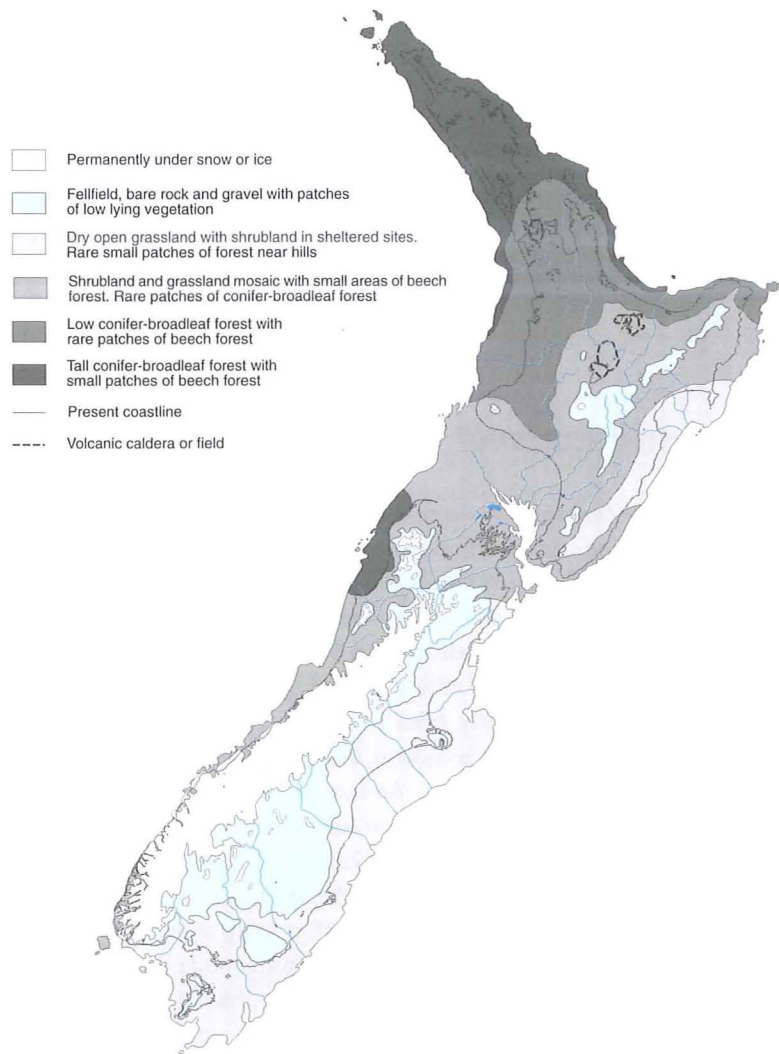 Permanently under snow or ice
Fellfield, bare rock and gravel with patches
of low lying vegetation
Dry open grassland with shrubland in sheltered sites.
Rare small patches of forest near hills
Shrubland and grassland mosaic with small areas of beech
forest. Rare patches of conifer-broadleaf forest
Low conifer-broadleaf forest with
rare patches of beech forest
Tall conifer-broadleaf forest with
small patches of beech forest
Present coastline
Volcanic caldera or field